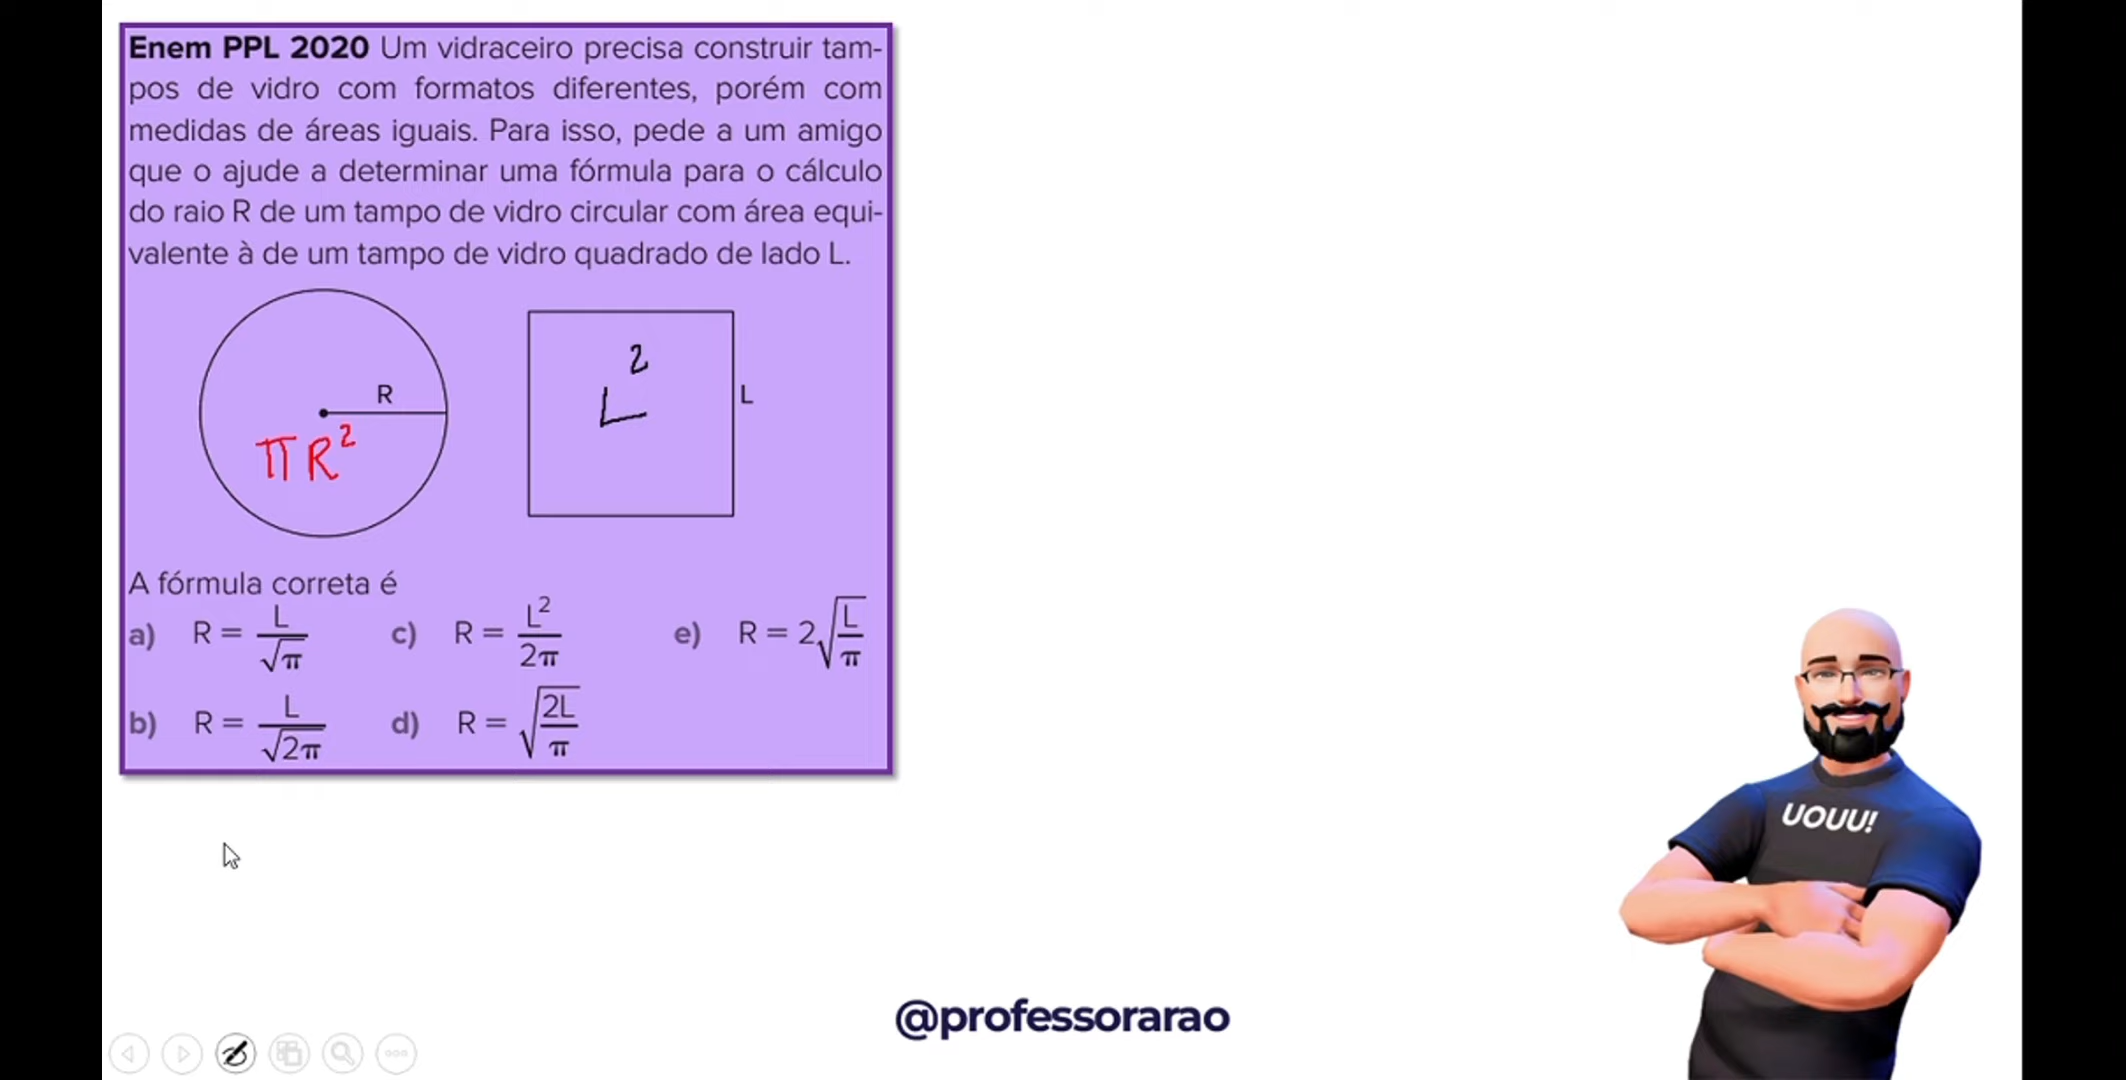 Enem PPL 2020 Um vidraceiro precisa construir tam-
pos de vidro com formatos diferentes, porém com
medidas de áreas iguais. Para isso, pede a um amigo
que o ajude a determinar uma fórmula para o cálculo
do raio R de um tampo de vidro circular com área equi-
valente à de um tampo de vidro quadrado de lado L.
R
πR²
L²
L
A fórmula correta é
a) R = L/√π
c) R = L²/2π
e) R = 2√(L/π)
b) R = L/√2π
d) R = √(2L/π)
UOUU!
@professorarao